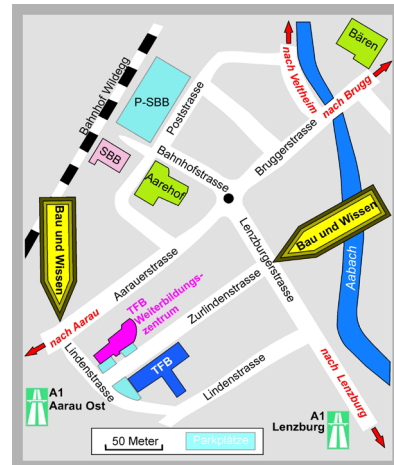 Bären
nach Veltheim
nach Brugg
Bahnhof Wildegg
P-SBB
Poststrasse
SBB
Bahnhofstrasse
Bruggerstrasse
Aarehof
Bau und Wissen
Bau und Wissen
Aabach
Lenzburgerstrasse
Aarauerstrasse
TFB
Weiterbildungs-
zentrum
Zurlindenstrasse
nach Aarau
Lindenstrasse
TFB
Lindenstrasse
nach Lenzburg
A1
Aarau Ost
A1
Lenzburg
50 Meter
Parkplätze